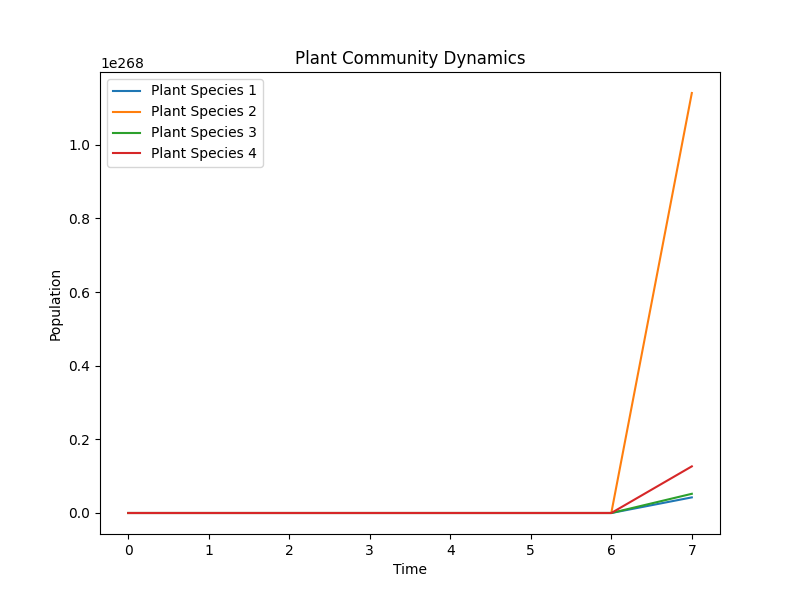 Plant Community Dynamics
1e268
Plant Species 1
Plant Species 2
Plant Species 3
Plant Species 4
1.0
0.8
0.6
0.4
0.2
0.0
Population
0 1 2 3 4 5 6 7
Time